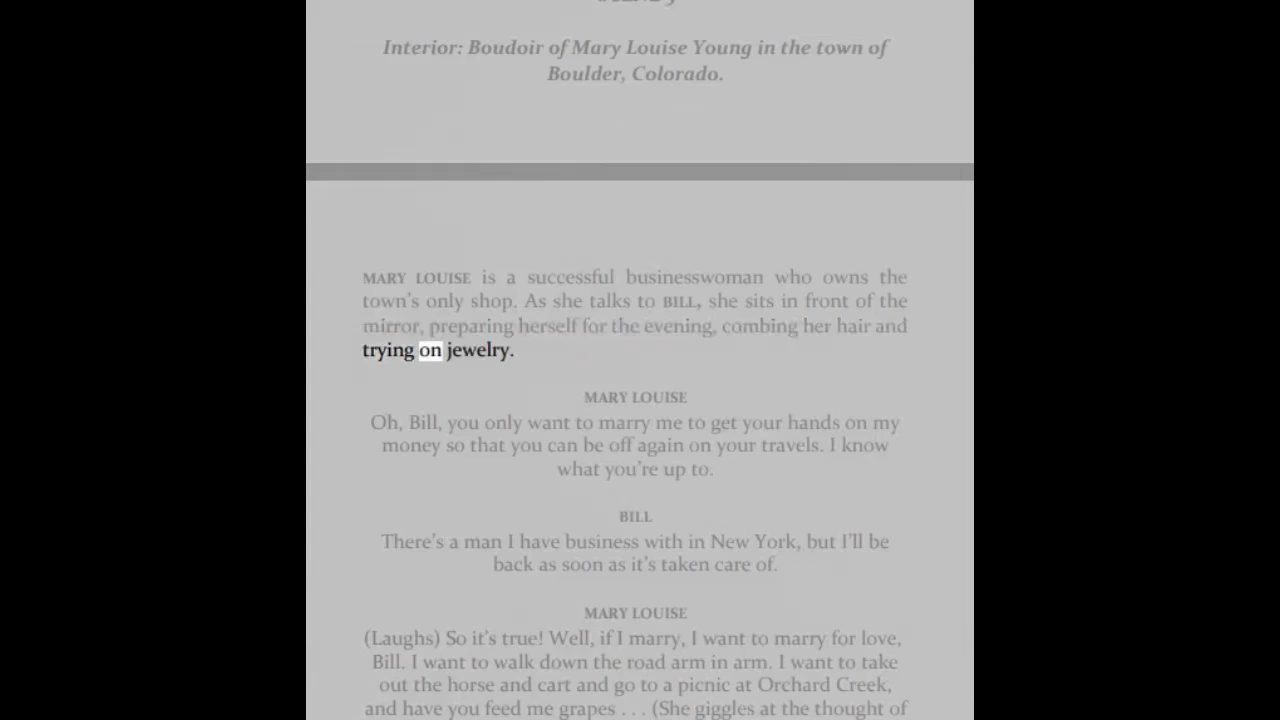 Interior: Boudoir of Mary Louise Young in the town of
Boulder, Colorado.
MARY LOUISE is a successful businesswoman who owns the
town's only shop. As she talks to BILL, she sits in front of the
mirror, preparing herself for the evening, combing her hair and
trying on jewelry.
MARY LOUISE
Oh, Bill, you only want to marry me to get your hands on my
money so that you can be off again on your travels. I know
what you're up to.
BILL
There's a man I have business with in New York, but I'll be
back as soon as it's taken care of.
MARY LOUISE
(Laughs) So it's true! Well, if I marry, I want to marry for love,
Bill. I want to walk down the road arm in arm. I want to take
out the horse and cart and go to a picnic at Orchard Creek,
and have you feed me grapes . . . (She giggles at the thought of